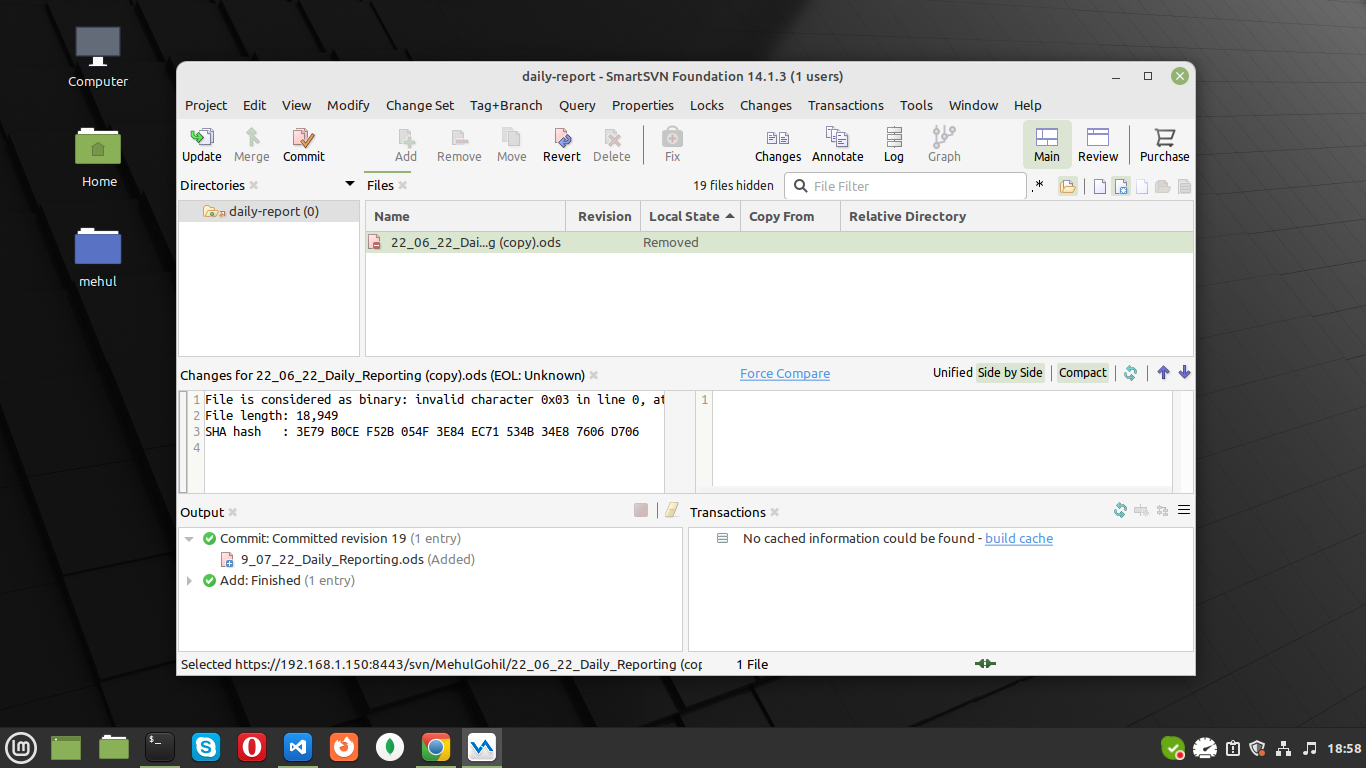 Computer
Home
mehul
daily-report - SmartSVN Foundation 14.1.3 (1 users)
Project Edit View Modify Change Set Tag+Branch Query Properties Locks Changes Transactions Tools Window Help
Update Merge Commit Add Remove Move Revert Delete Fix Changes Annotate Log Graph Main Review Purchase
Directories Files 19 files hidden File Filter .*
daily-report (0)
Name Revision Local State Copy From Relative Directory
22_06_22_Dai...g (copy).ods Removed
Changes for 22_06_22_Daily_Reporting (copy).ods (EOL: Unknown) Force Compare Unified Side by Side Compact
1 File is considered as binary: invalid character 0x03 in line 0, at 1
2 File length: 18,949
3 SHA hash : 3E79 B0CE F52B 054F 3E84 EC71 534B 34E8 7606 D706
4
Output Transactions
Commit: Committed revision 19 (1 entry) No cached information could be found - build cache
9_07_22_Daily_Reporting.ods (Added)
Add: Finished (1 entry)
Selected https://192.168.1.150:8443/svn/MehulGohil/22_06_22_Daily_Reporting (cop 1 File
$_ 18:58